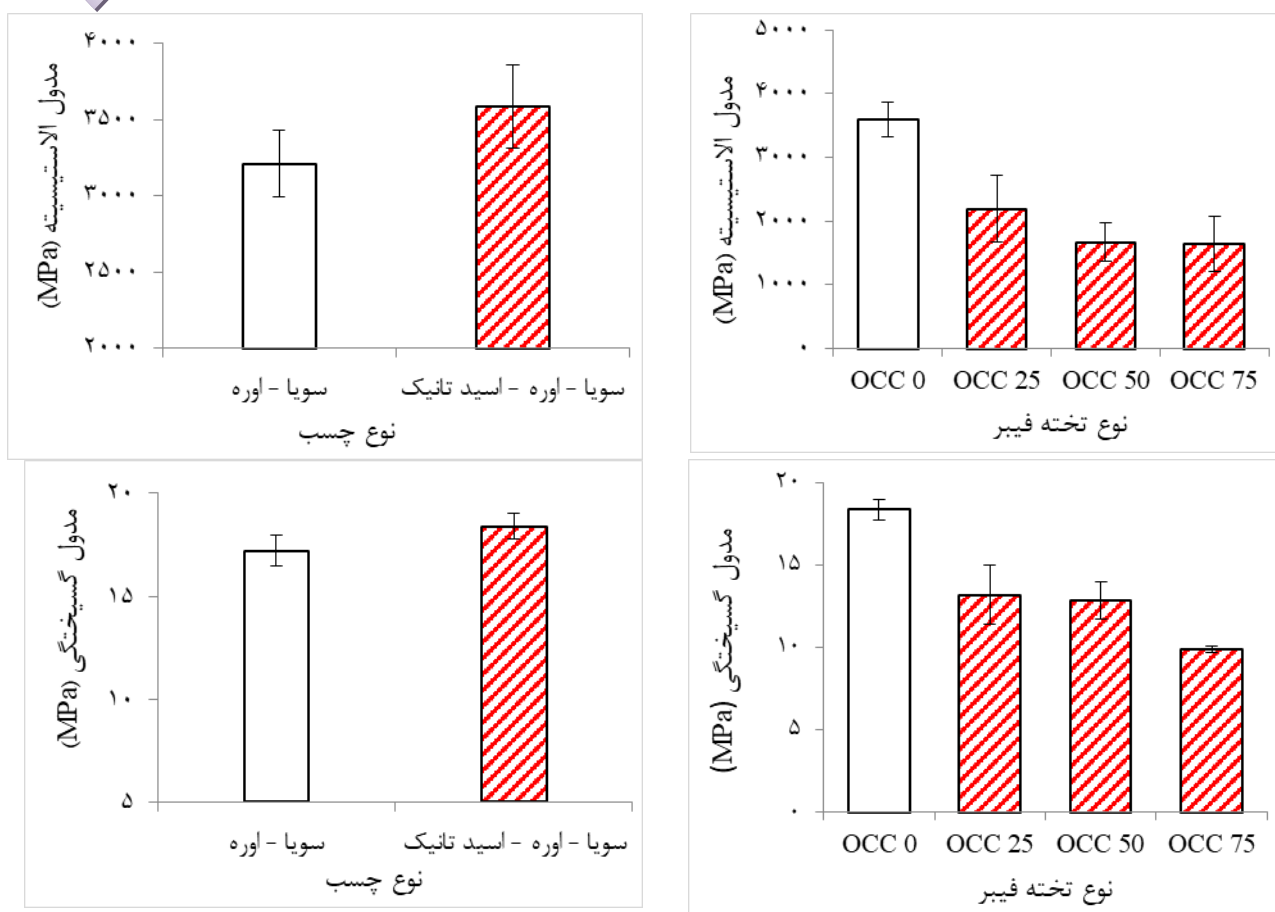 ۴۰۰۰
۳۵۰۰
۳۰۰۰
۲۵۰۰
۲۰۰۰
مدول الاستیسیته (MPa)
سویا - اوره
سویا - اوره - اسید تانیک
نوع چسب
۵۰۰۰
۴۰۰۰
۳۰۰۰
۲۰۰۰
۱۰۰۰
۰
مدول الاستیسیته (MPa)
OCC 0 OCC 25 OCC 50 OCC 75
نوع تخته فیبر
۲۰
۱۵
۱۰
۵
مدول گسیختگی (MPa)
سویا - اوره
سویا - اوره - اسید تانیک
نوع چسب
۲۰
۱۵
۱۰
۵
۰
مدول گسیختگی (MPa)
OCC 0 OCC 25 OCC 50 OCC 75
نوع تخته فیبر